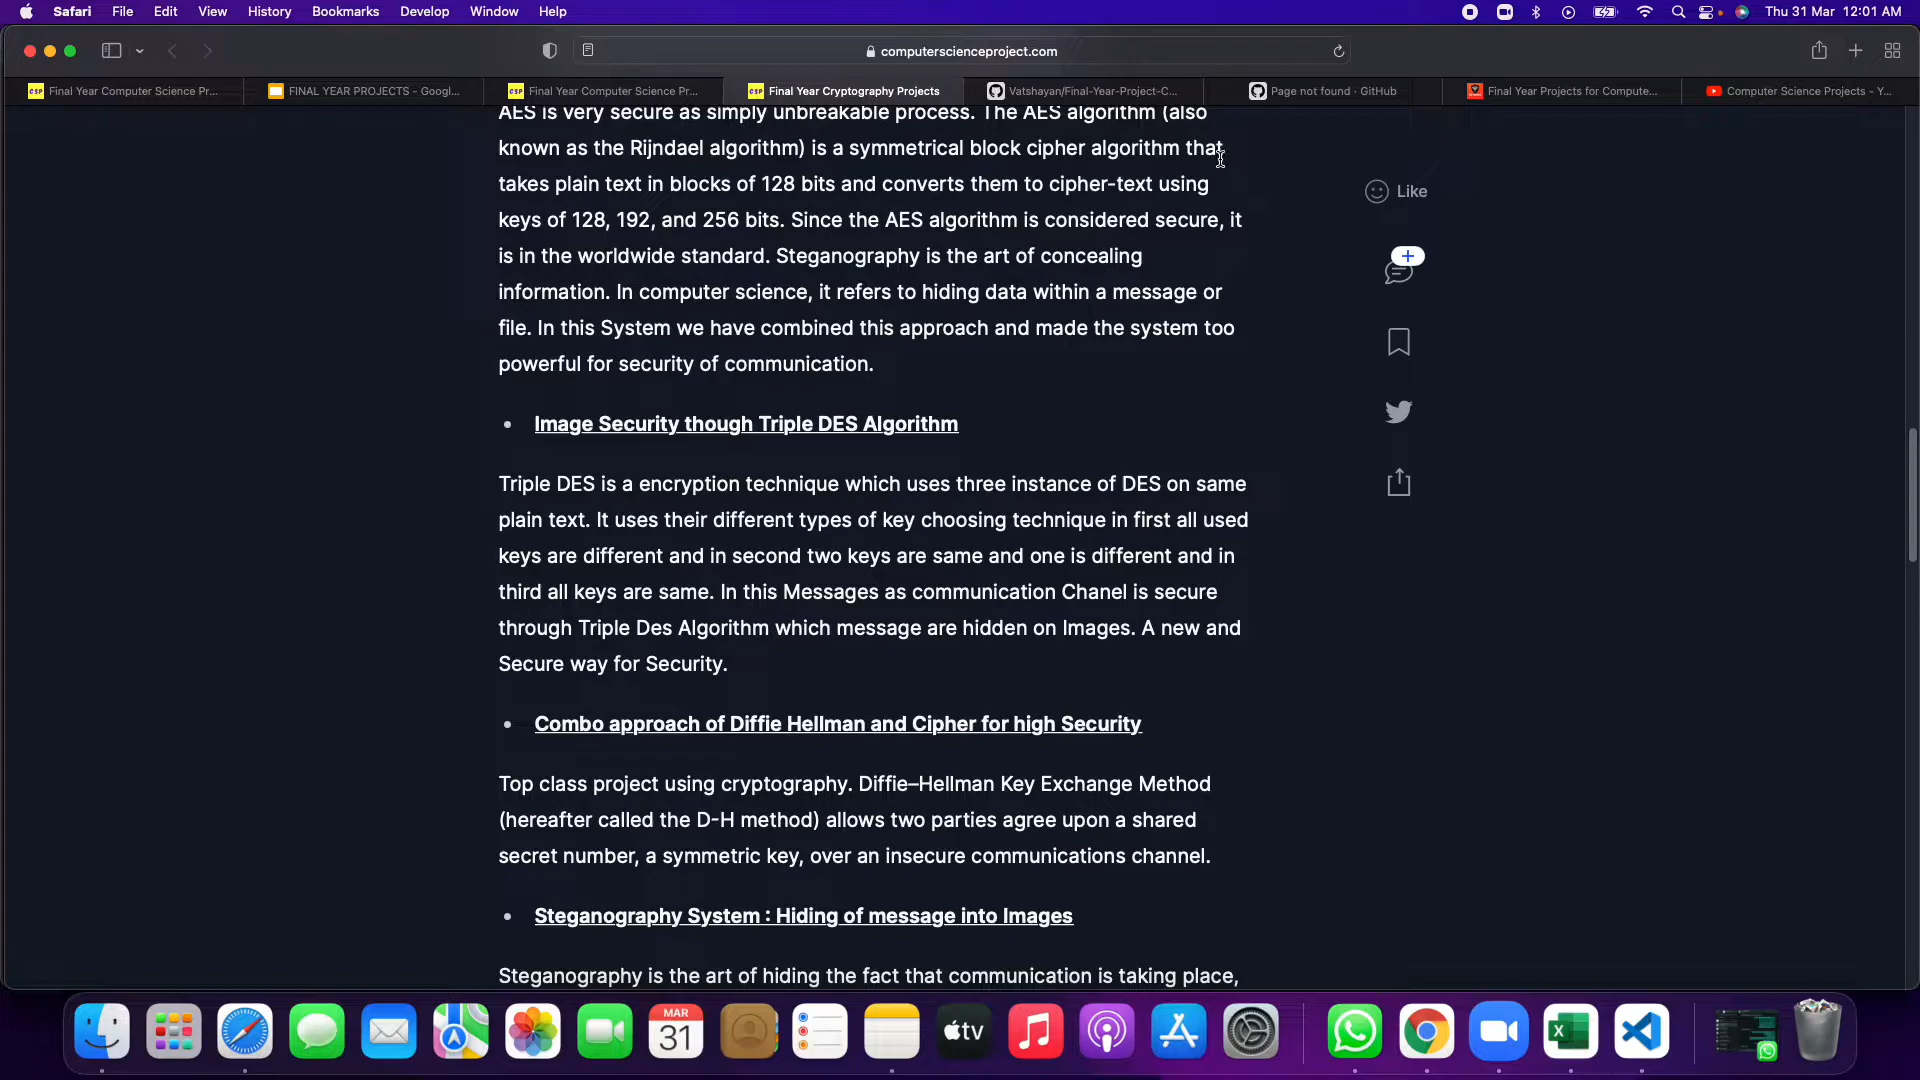 Safari File Edit View History Bookmarks Develop Window Help Thu 31 Mar 12:01 AM
computerscienceproject.com
CSP Final Year Computer Science Pr... FINAL YEAR PROJECTS - Googl... CSP Final Year Computer Science Pr... CSP Final Year Cryptography Projects Vatshayan/Final-Year-Project-C... Page not found · GitHub Final Year Projects for Compute... Computer Science Projects - Y...
AES is very secure as simply unbreakable process. The AES algorithm (also
known as the Rijndael algorithm) is a symmetrical block cipher algorithm that
takes plain text in blocks of 128 bits and converts them to cipher-text using
keys of 128, 192, and 256 bits. Since the AES algorithm is considered secure, it
is in the worldwide standard. Steganography is the art of concealing
information. In computer science, it refers to hiding data within a message or
file. In this System we have combined this approach and made the system too
powerful for security of communication.
Like
• Image Security though Triple DES Algorithm
Triple DES is a encryption technique which uses three instance of DES on same
plain text. It uses their different types of key choosing technique in first all used
keys are different and in second two keys are same and one is different and in
third all keys are same. In this Messages as communication Chanel is secure
through Triple Des Algorithm which message are hidden on Images. A new and
Secure way for Security.
• Combo approach of Diffie Hellman and Cipher for high Security
Top class project using cryptography. Diffie–Hellman Key Exchange Method
(hereafter called the D-H method) allows two parties agree upon a shared
secret number, a symmetric key, over an insecure communications channel.
• Steganography System : Hiding of message into Images
Steganography is the art of hiding the fact that communication is taking place,
MAR
31
tv